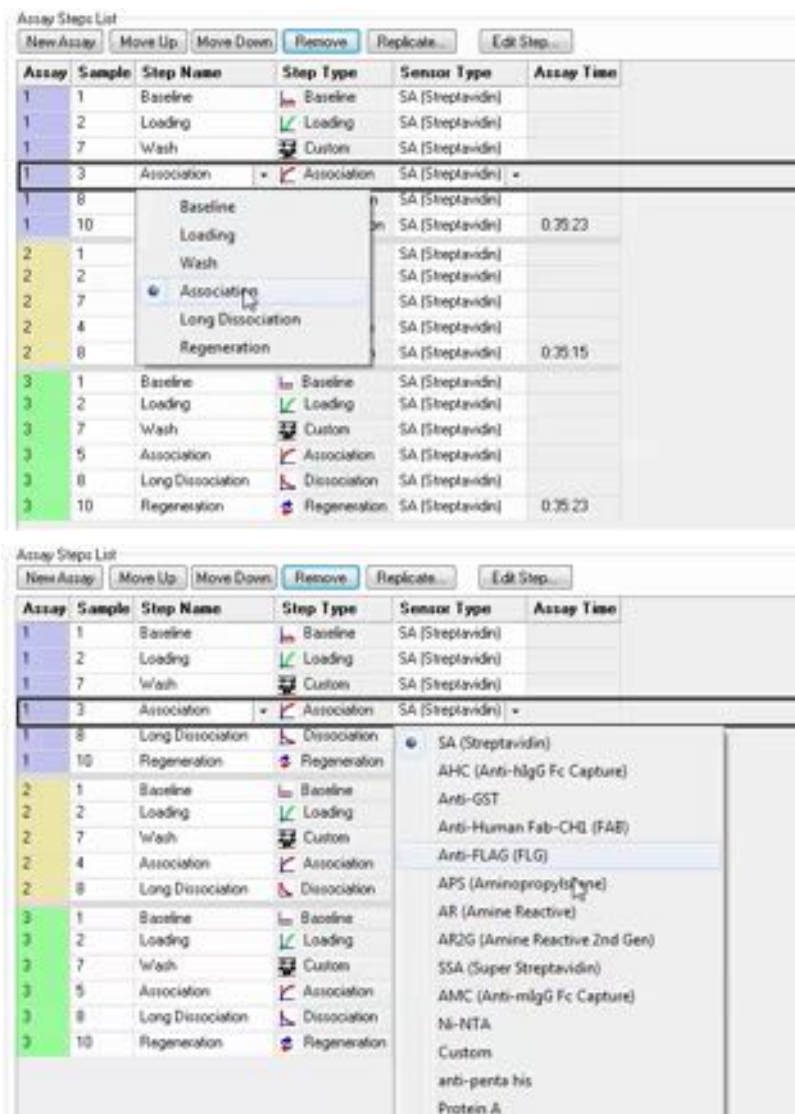 Assay Steps List
New Assay Move Up Move Down Remove Replicate... Edit Step...
Assay Sample Step Name Step Type Sensor Type Assay Time
1 1 Baseline Baseline SA (Streptavidin)
1 2 Loading Loading SA (Streptavidin)
1 7 Wash Custom SA (Streptavidin)
1 3 Association Association SA (Streptavidin)
1 8 SA (Streptavidin)
1 10 SA (Streptavidin) 0:35:23
2 1 SA (Streptavidin)
2 2 SA (Streptavidin)
2 7 SA (Streptavidin)
2 4 SA (Streptavidin)
2 8 SA (Streptavidin) 0:35:15
Baseline
Loading
Wash
Association
Long Dissociation
Regeneration
3 1 Baseline Baseline SA (Streptavidin)
3 2 Loading Loading SA (Streptavidin)
3 7 Wash Custom SA (Streptavidin)
3 5 Association Association SA (Streptavidin)
3 8 Long Dissociation Dissociation SA (Streptavidin)
3 10 Regeneration Regeneration SA (Streptavidin) 0:35:23
Assay Steps List
New Assay Move Up Move Down Remove Replicate... Edit Step...
Assay Sample Step Name Step Type Sensor Type Assay Time
1 1 Baseline Baseline SA (Streptavidin)
1 2 Loading Loading SA (Streptavidin)
1 7 Wash Custom SA (Streptavidin)
1 3 Association Association SA (Streptavidin)
1 8 Long Dissociation Dissociation
1 10 Regeneration Regeneration
2 1 Baseline Baseline
2 2 Loading Loading
2 7 Wash Custom
2 4 Association Association
2 8 Long Dissociation Dissociation
3 1 Baseline Baseline
3 2 Loading Loading
3 7 Wash Custom
3 5 Association Association
3 8 Long Dissociation Dissociation
3 10 Regeneration Regeneration
SA (Streptavidin)
AHC (Anti-hIgG Fc Capture)
Anti-GST
Anti-Human Fab-CH1 (FAB)
Anti-FLAG (FLG)
APS (Aminopropylsilane)
AR (Amine Reactive)
AR2G (Amine Reactive 2nd Gen)
SSA (Super Streptavidin)
AMC (Anti-mIgG Fc Capture)
Ni-NTA
Custom
anti-penta his
Protein A